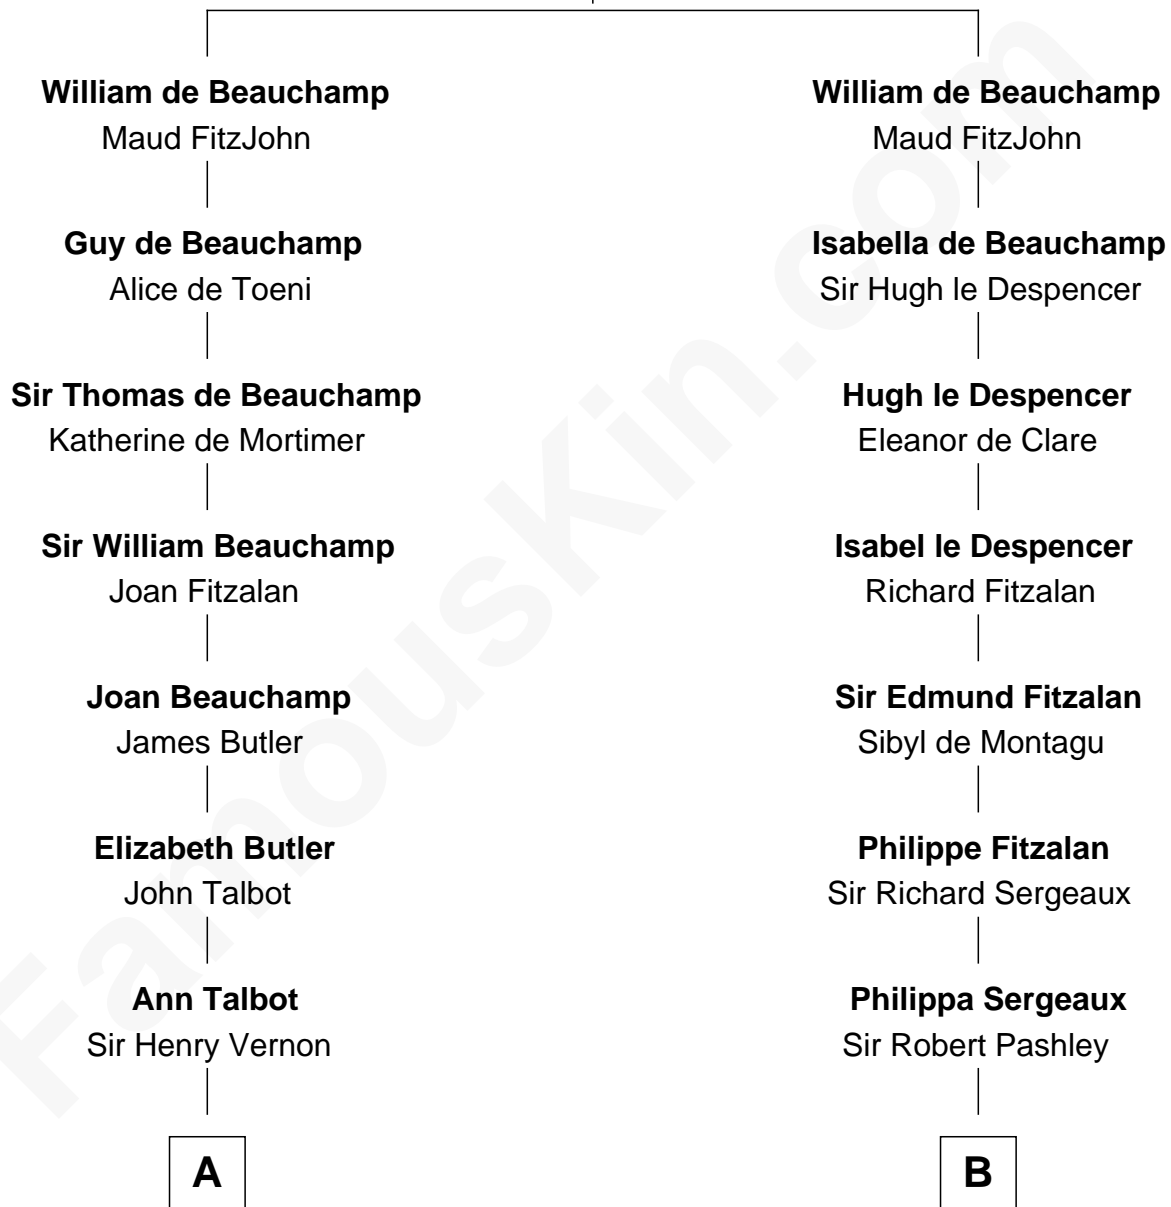 William de Beauchamp
Maud FitzJohn
Guy de Beauchamp
Alice de Toeni
Sir Thomas de Beauchamp
Katherine de Mortimer
Sir William Beauchamp
Joan Fitzalan
Joan Beauchamp
James Butler
Elizabeth Butler
John Talbot
Ann Talbot
Sir Henry Vernon
A
William de Beauchamp
Maud FitzJohn
Isabella de Beauchamp
Sir Hugh le Despencer
Hugh le Despencer
Eleanor de Clare
Isabel le Despencer
Richard Fitzalan
Sir Edmund Fitzalan
Sibyl de Montagu
Philippe Fitzalan
Sir Richard Sergeaux
Philippa Sergeaux
Sir Robert Pashley
B
FamousKin.com